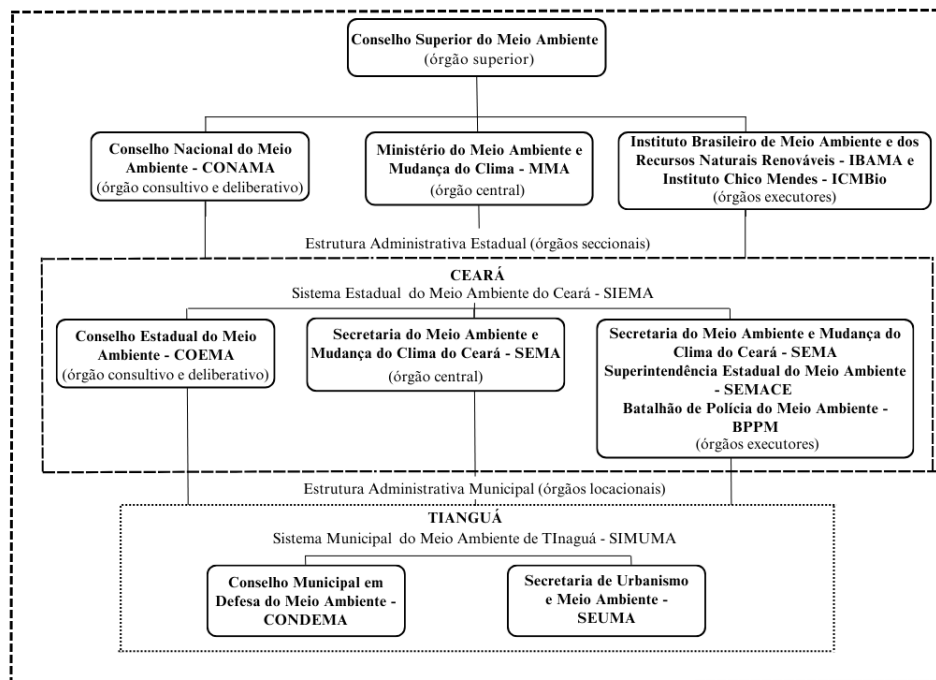 Conselho Superior do Meio Ambiente
(órgão superior)
Conselho Nacional do Meio
Ambiente - CONAMA
(órgão consultivo e deliberativo)
Ministério do Meio Ambiente e
Mudança do Clima - MMA
(órgão central)
Instituto Brasileiro de Meio Ambiente e dos
Recursos Naturais Renováveis - IBAMA e
Instituto Chico Mendes - ICMBio
(órgãos executores)
Estrutura Administrativa Estadual (órgãos seccionais)
CEARÁ
Sistema Estadual do Meio Ambiente do Ceará - SIEMA
Conselho Estadual do Meio
Ambiente - COEMA
(órgão consultivo e deliberativo)
Secretaria do Meio Ambiente e
Mudança do Clima do Ceará - SEMA
(órgão central)
Secretaria do Meio Ambiente e Mudança do
Clima do Ceará - SEMA
Superintendência Estadual do Meio Ambiente
- SEMACE
Batalhão de Polícia do Meio Ambiente -
BPPM
(órgãos executores)
Estrutura Administrativa Municipal (órgãos locacionais)
TIANGUÁ
Sistema Municipal do Meio Ambiente de TInaguá - SIMUMA
Conselho Municipal em
Defesa do Meio Ambiente -
CONDEMA
Secretaria de Urbanismo
e Meio Ambiente -
SEUMA